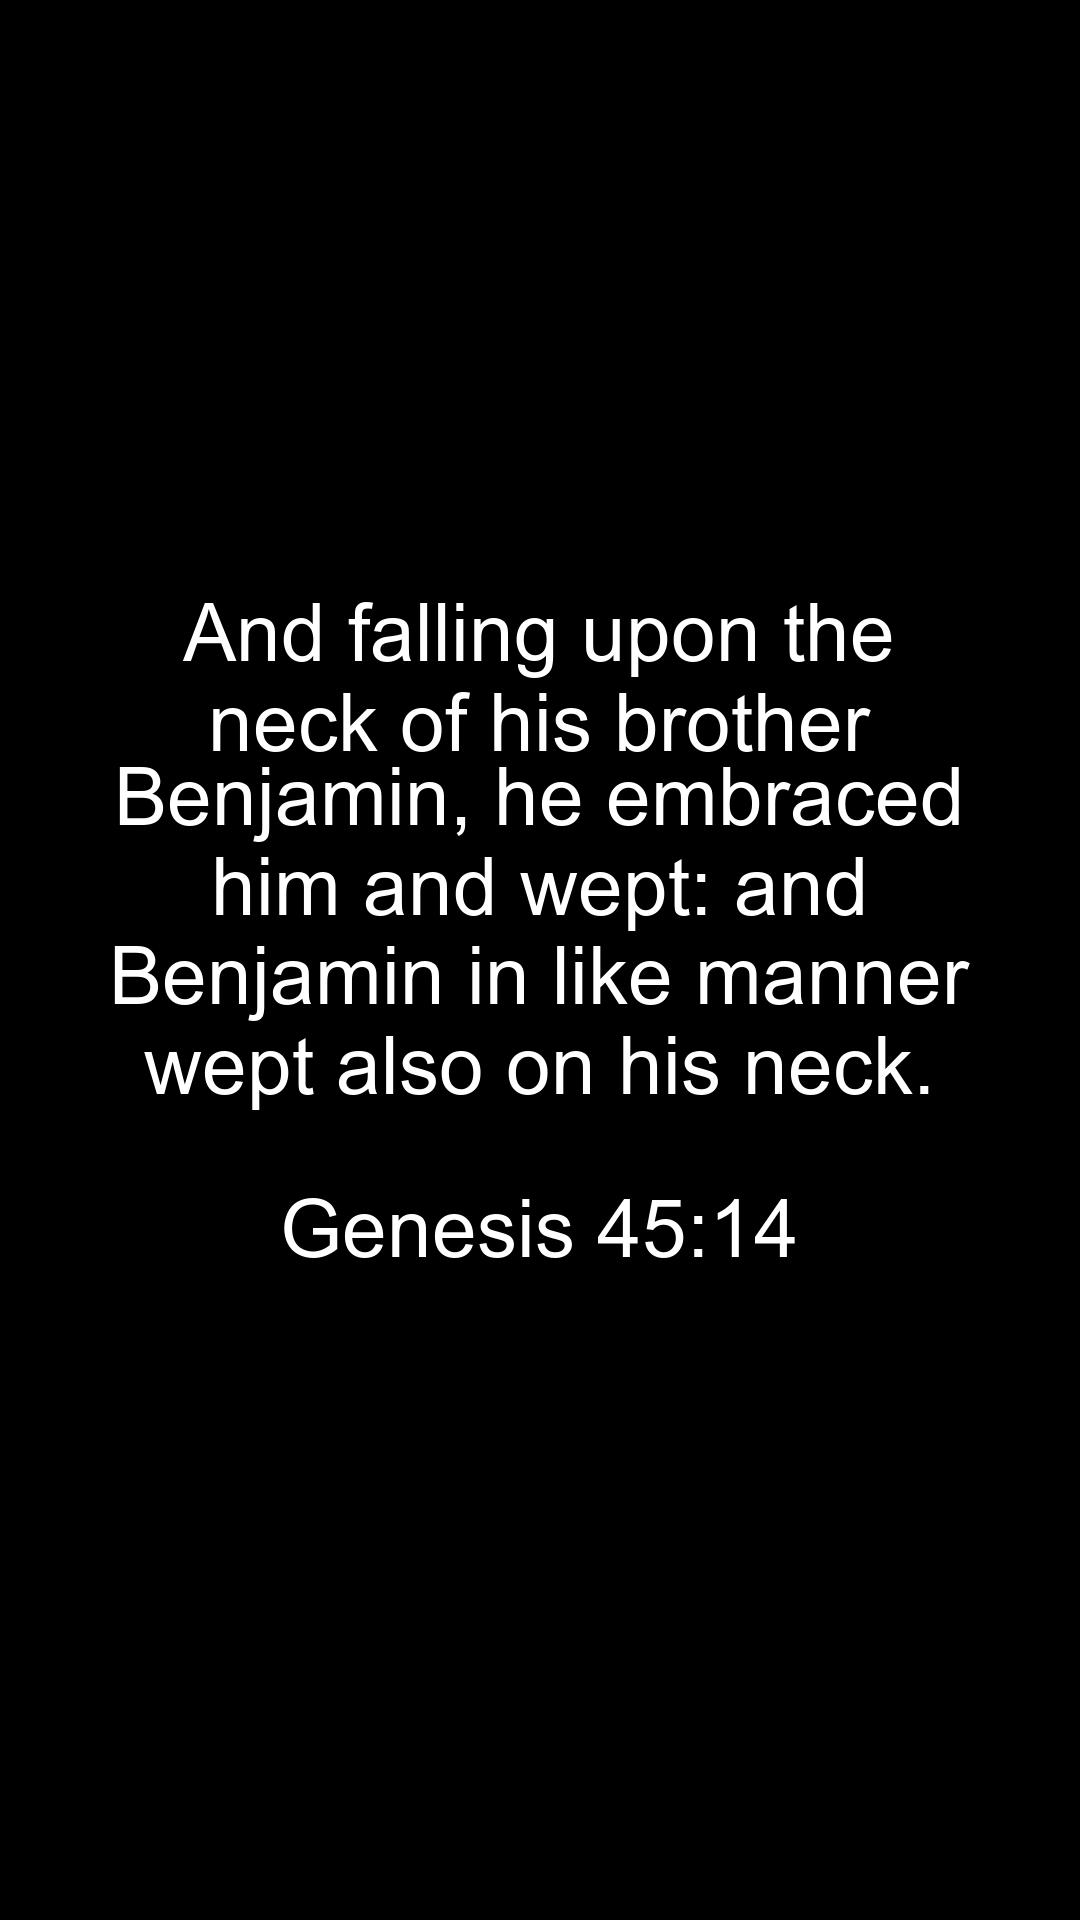 And falling upon the
neck of his brother
Benjamin, he embraced
him and wept: and
Benjamin in like manner
wept also on his neck.
Genesis 45:14